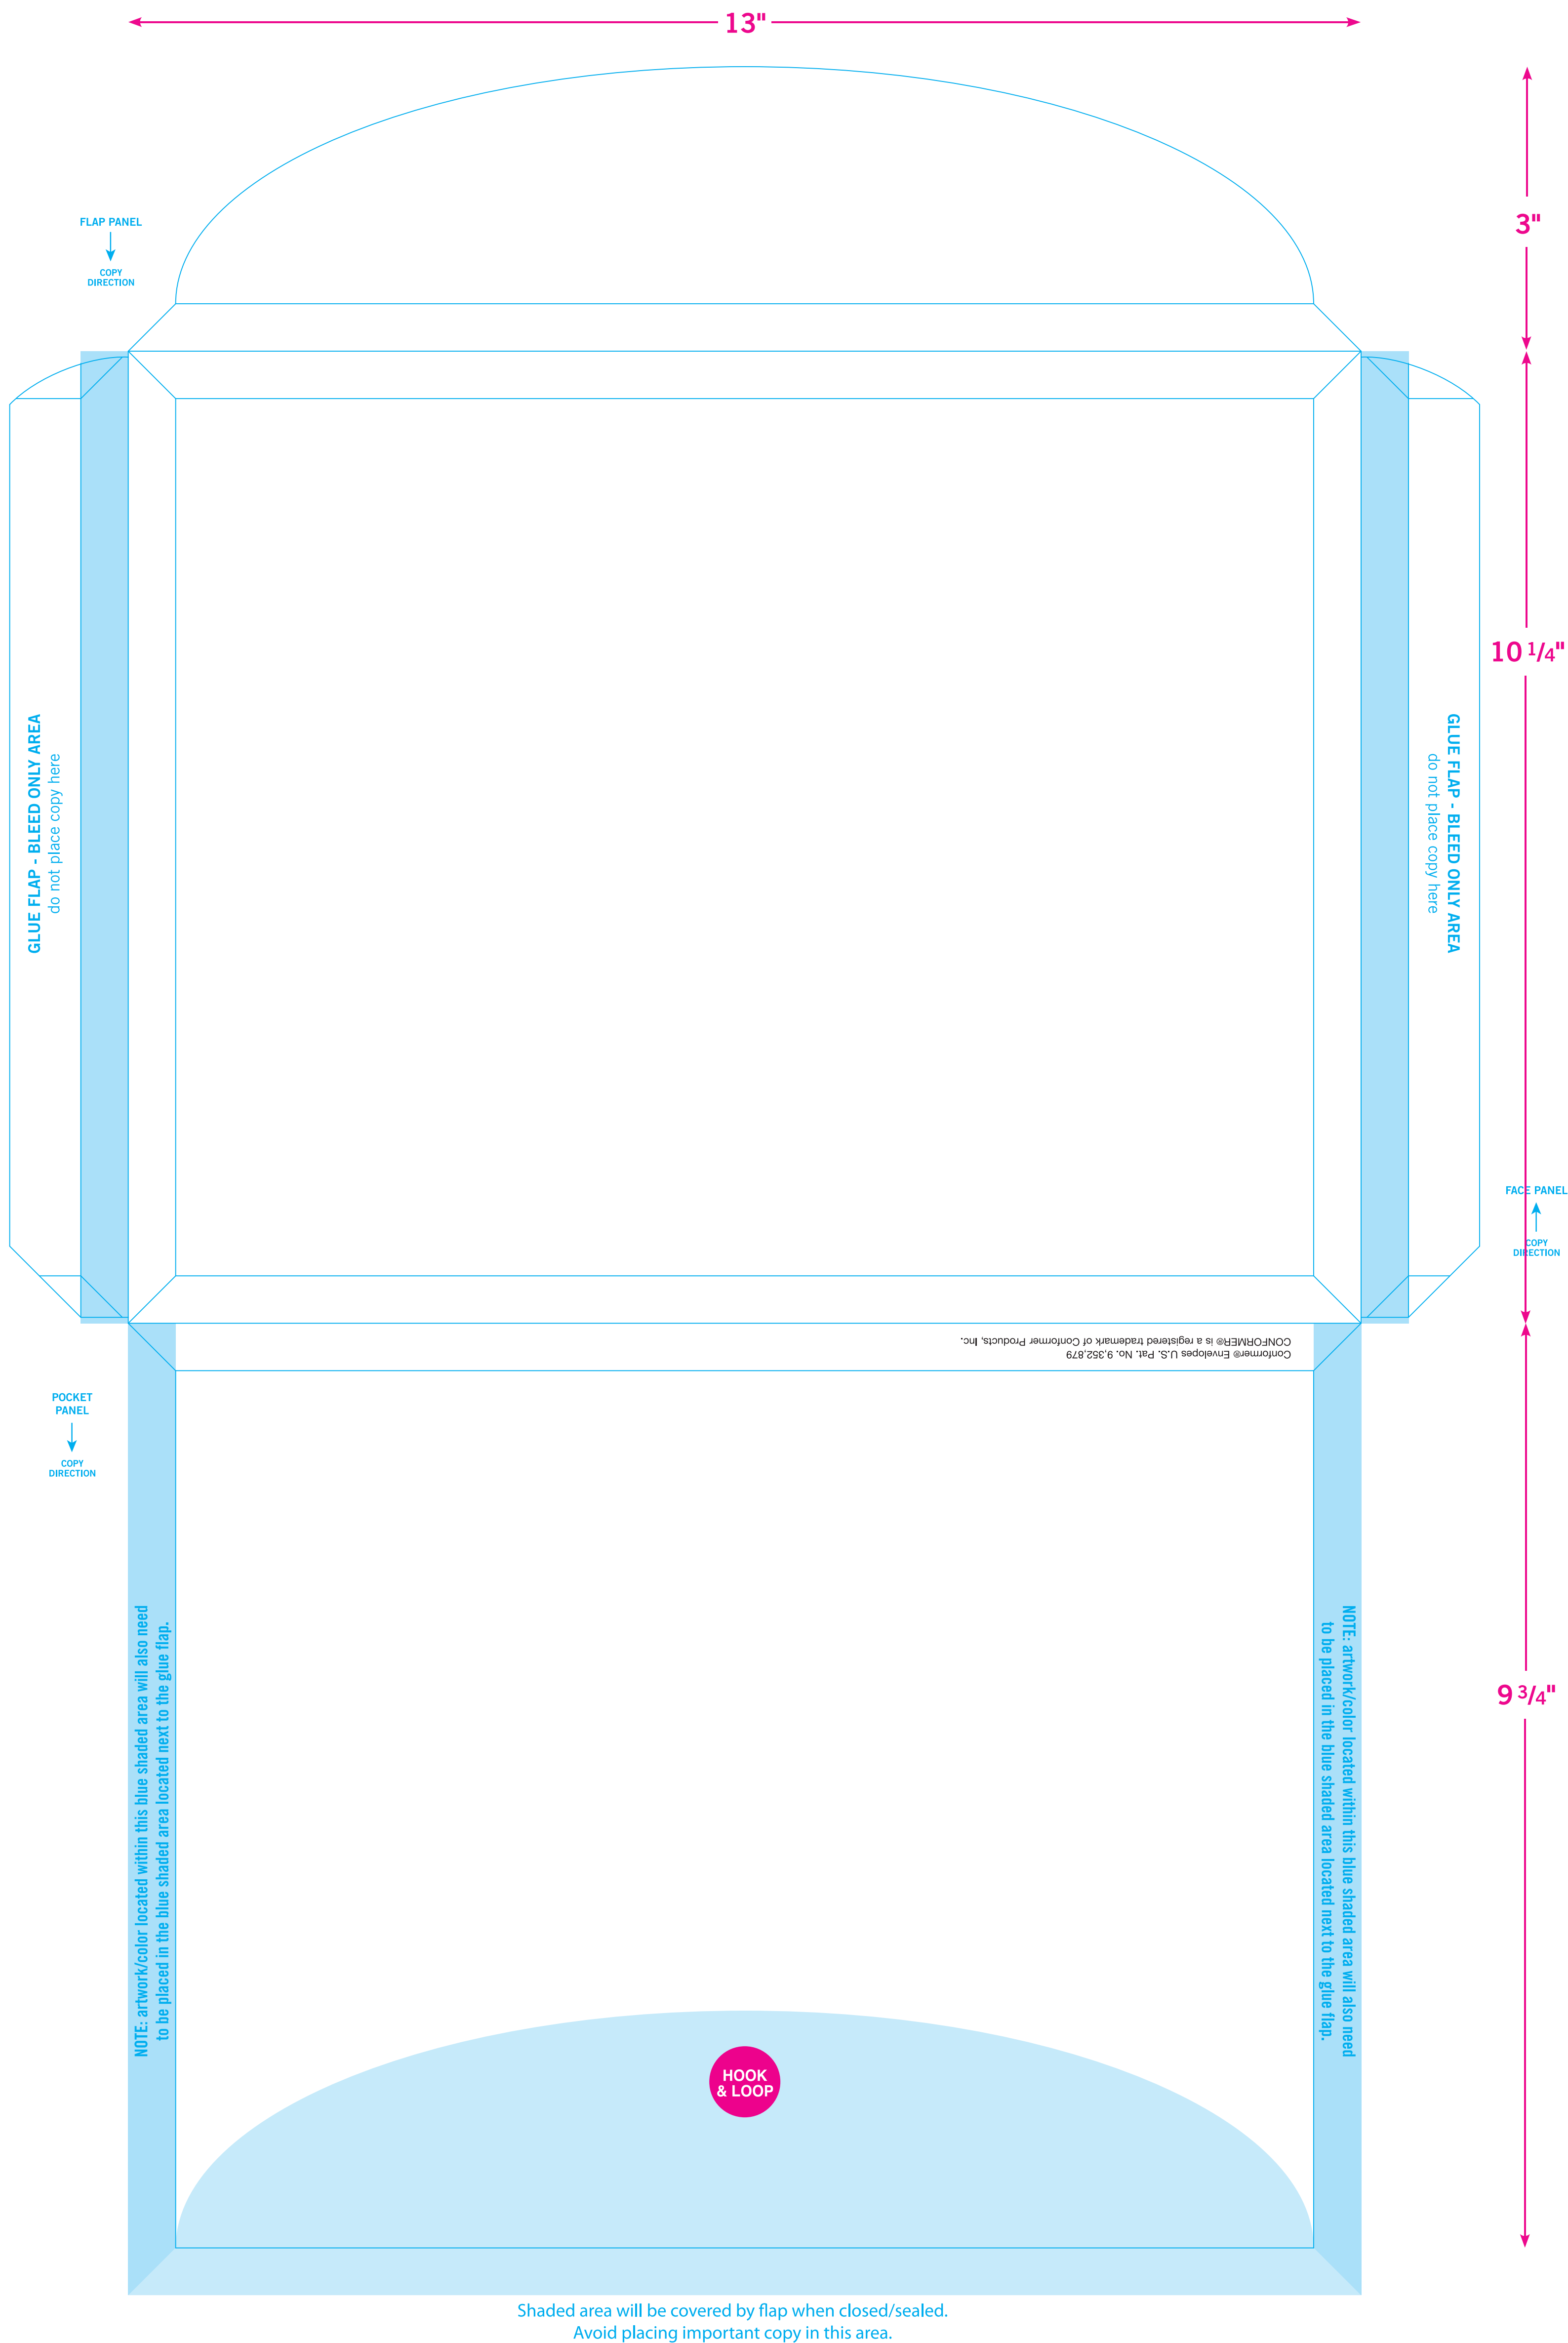 13"
3"
FLAP PANEL
COPY
DIRECTION
10 1/4"
GLUE FLAP - BLEED ONLY AREA
do not place copy here
GLUE FLAP - BLEED ONLY AREA
do not place copy here
FACE PANEL
COPY
DIRECTION
Conformer® Envelopes U.S. Pat. No. 9,352,879
CONFORMER® is a registered trademark of Conformer Products, Inc.
POCKET
PANEL
COPY
DIRECTION
NOTE: artwork/color located within this blue shaded area will also need
to be placed in the blue shaded area located next to the glue flap.
NOTE: artwork/color located within this blue shaded area will also need
to be placed in the blue shaded area located next to the glue flap.
9 3/4"
HOOK
& LOOP
Shaded area will be covered by flap when closed/sealed.
Avoid placing important copy in this area.